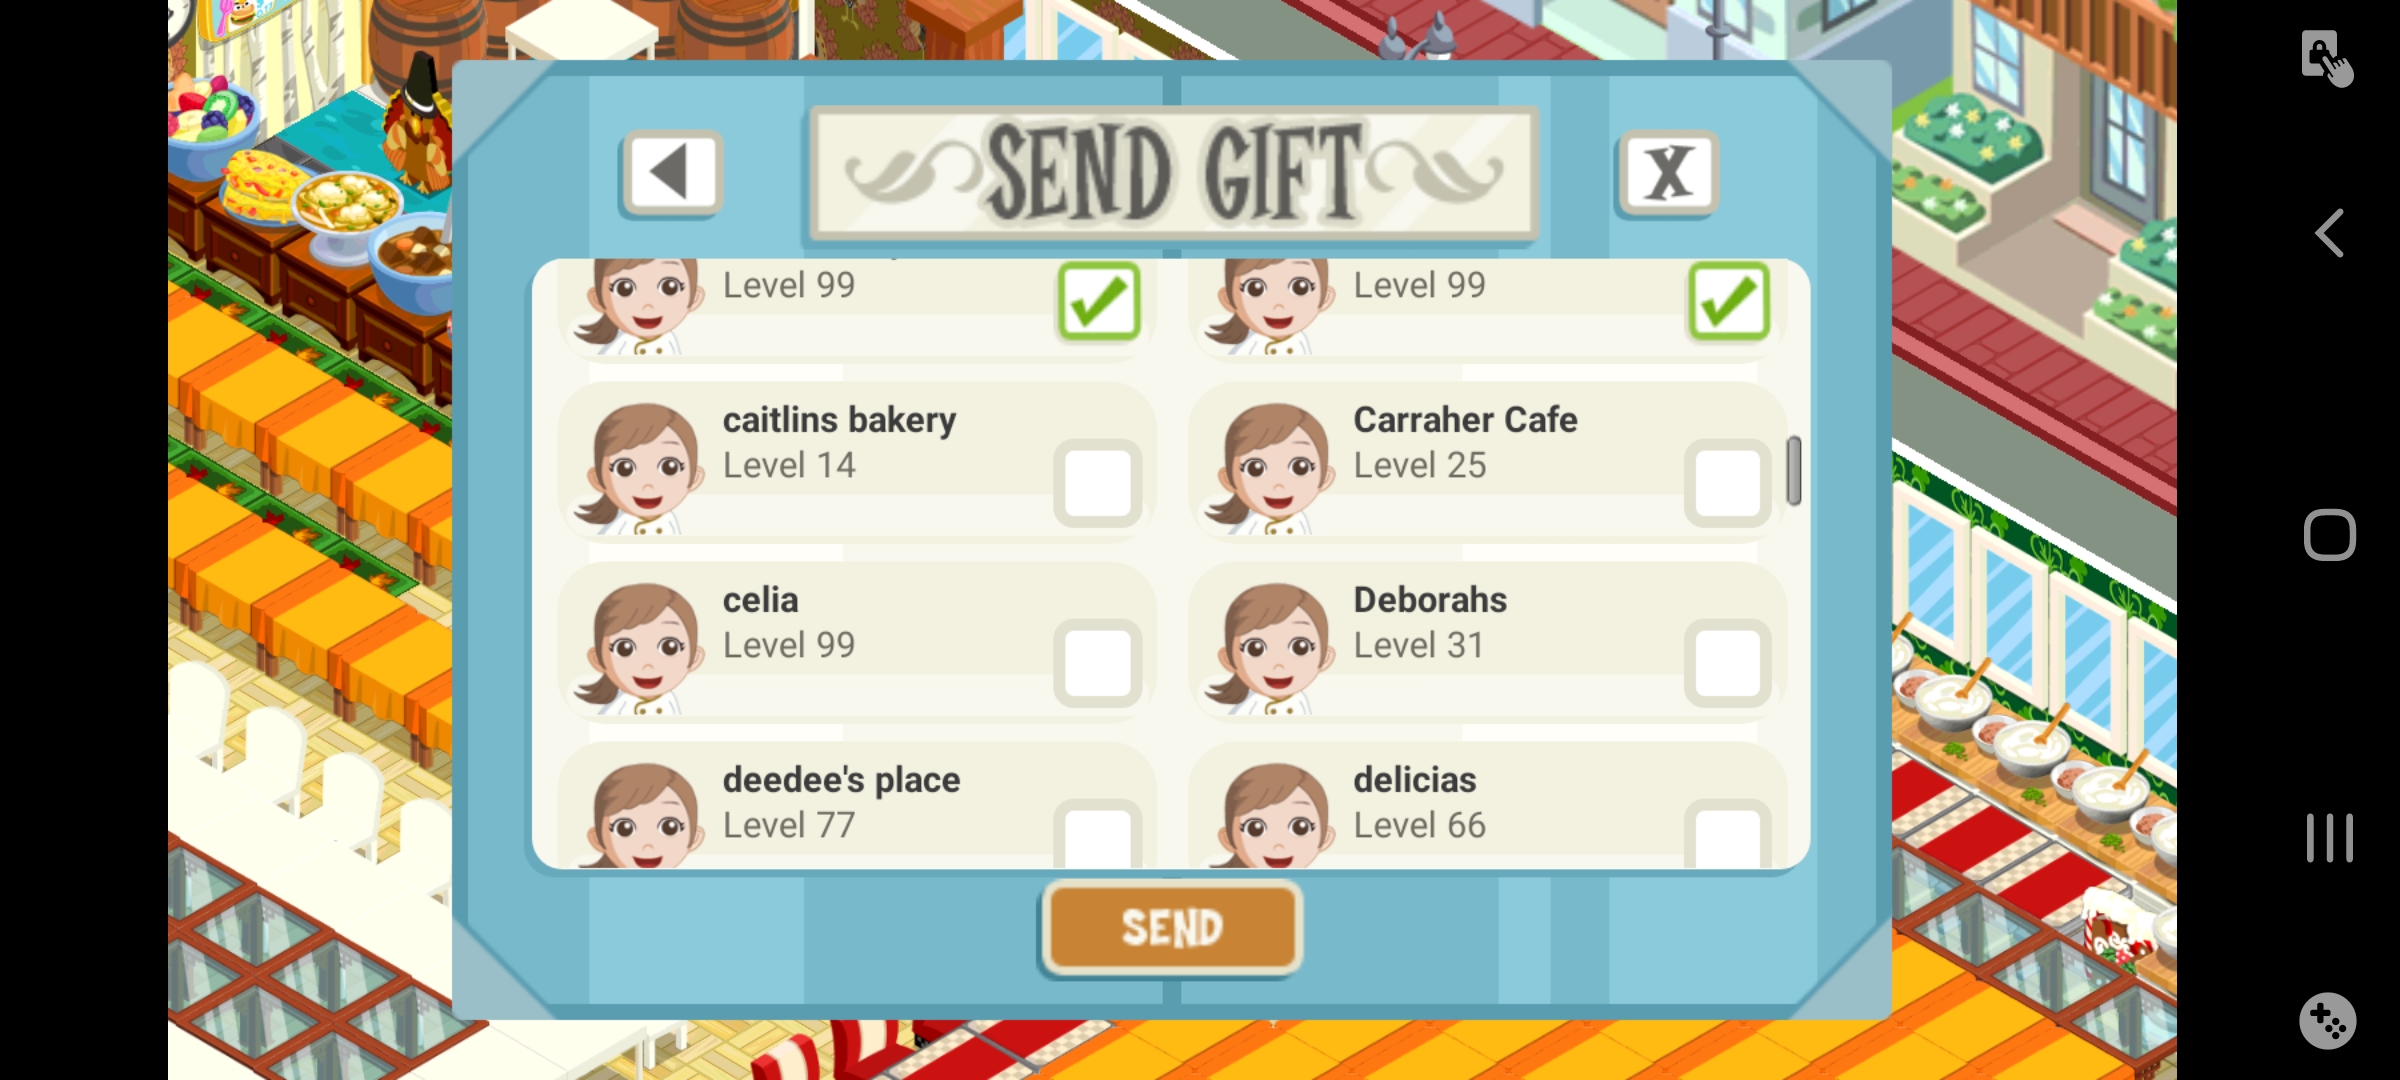 SEND GIFT
X
Level 99
Level 99
caitlins bakery
Level 14
Carraher Cafe
Level 25
celia
Level 99
Deborahs
Level 31
deedee's place
Level 77
delicias
Level 66
SEND